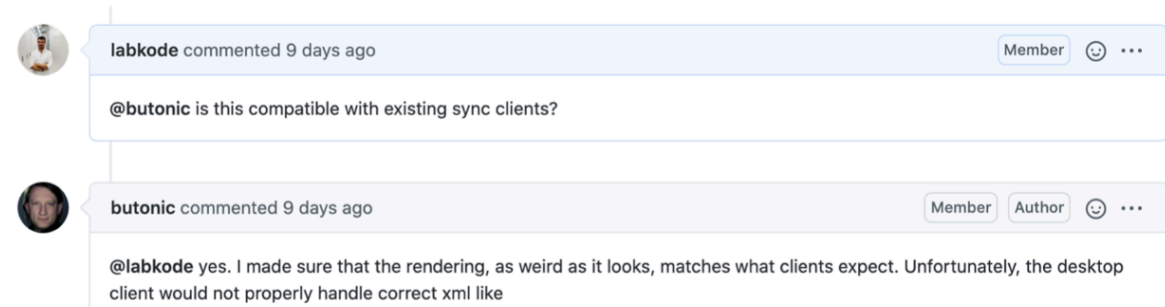 labkode commented 9 days ago Member
@butonic is this compatible with existing sync clients?
butonic commented 9 days ago Member Author
@labkode yes. I made sure that the rendering, as weird as it looks, matches what clients expect. Unfortunately, the desktop
client would not properly handle correct xml like